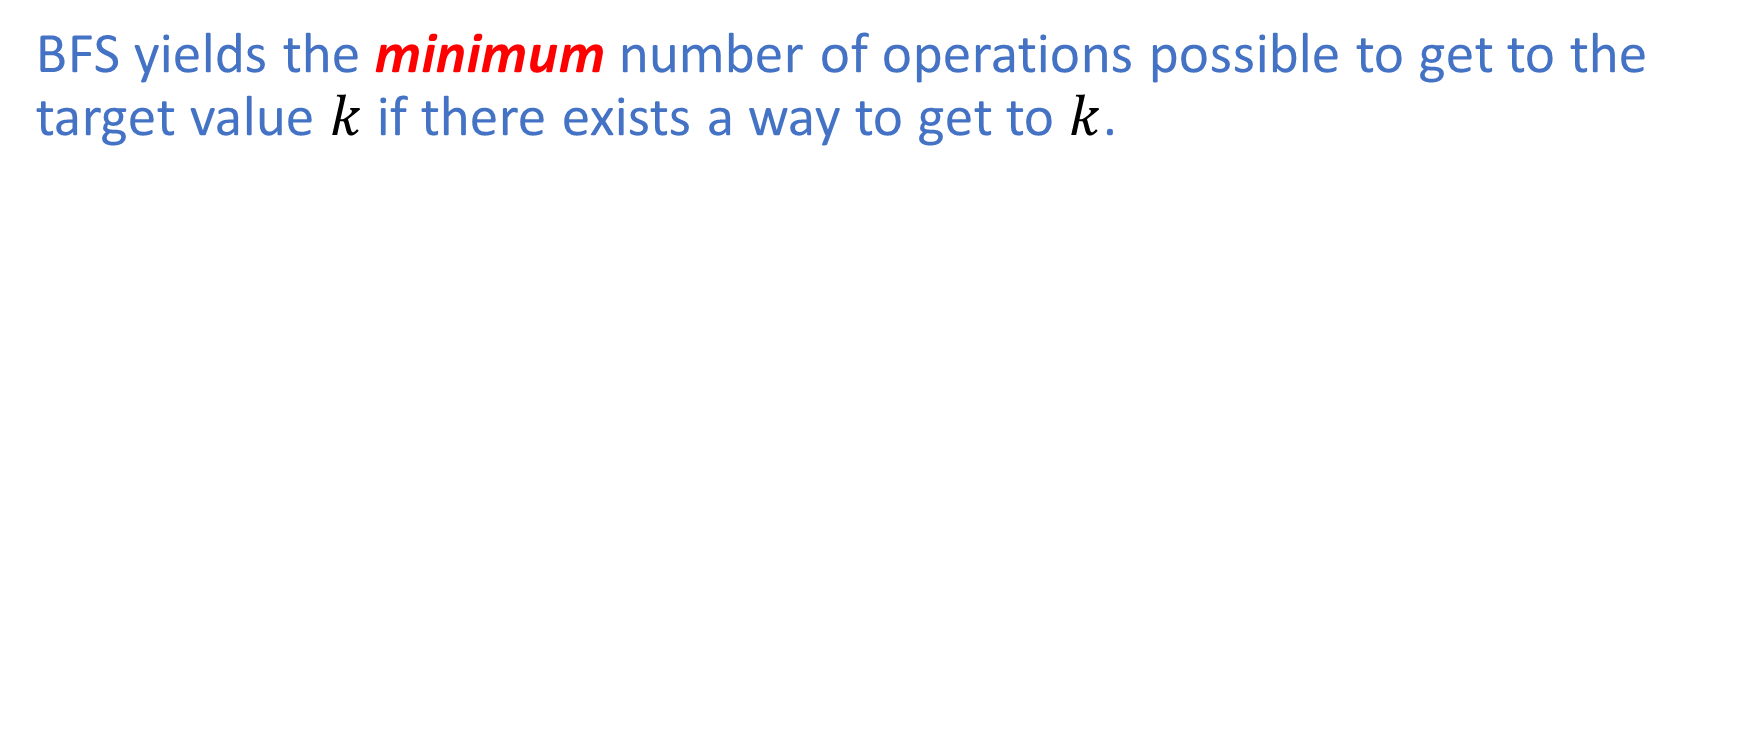 BFS yields the minimum number of operations possible to get to the
target value k if there exists a way to get to k.